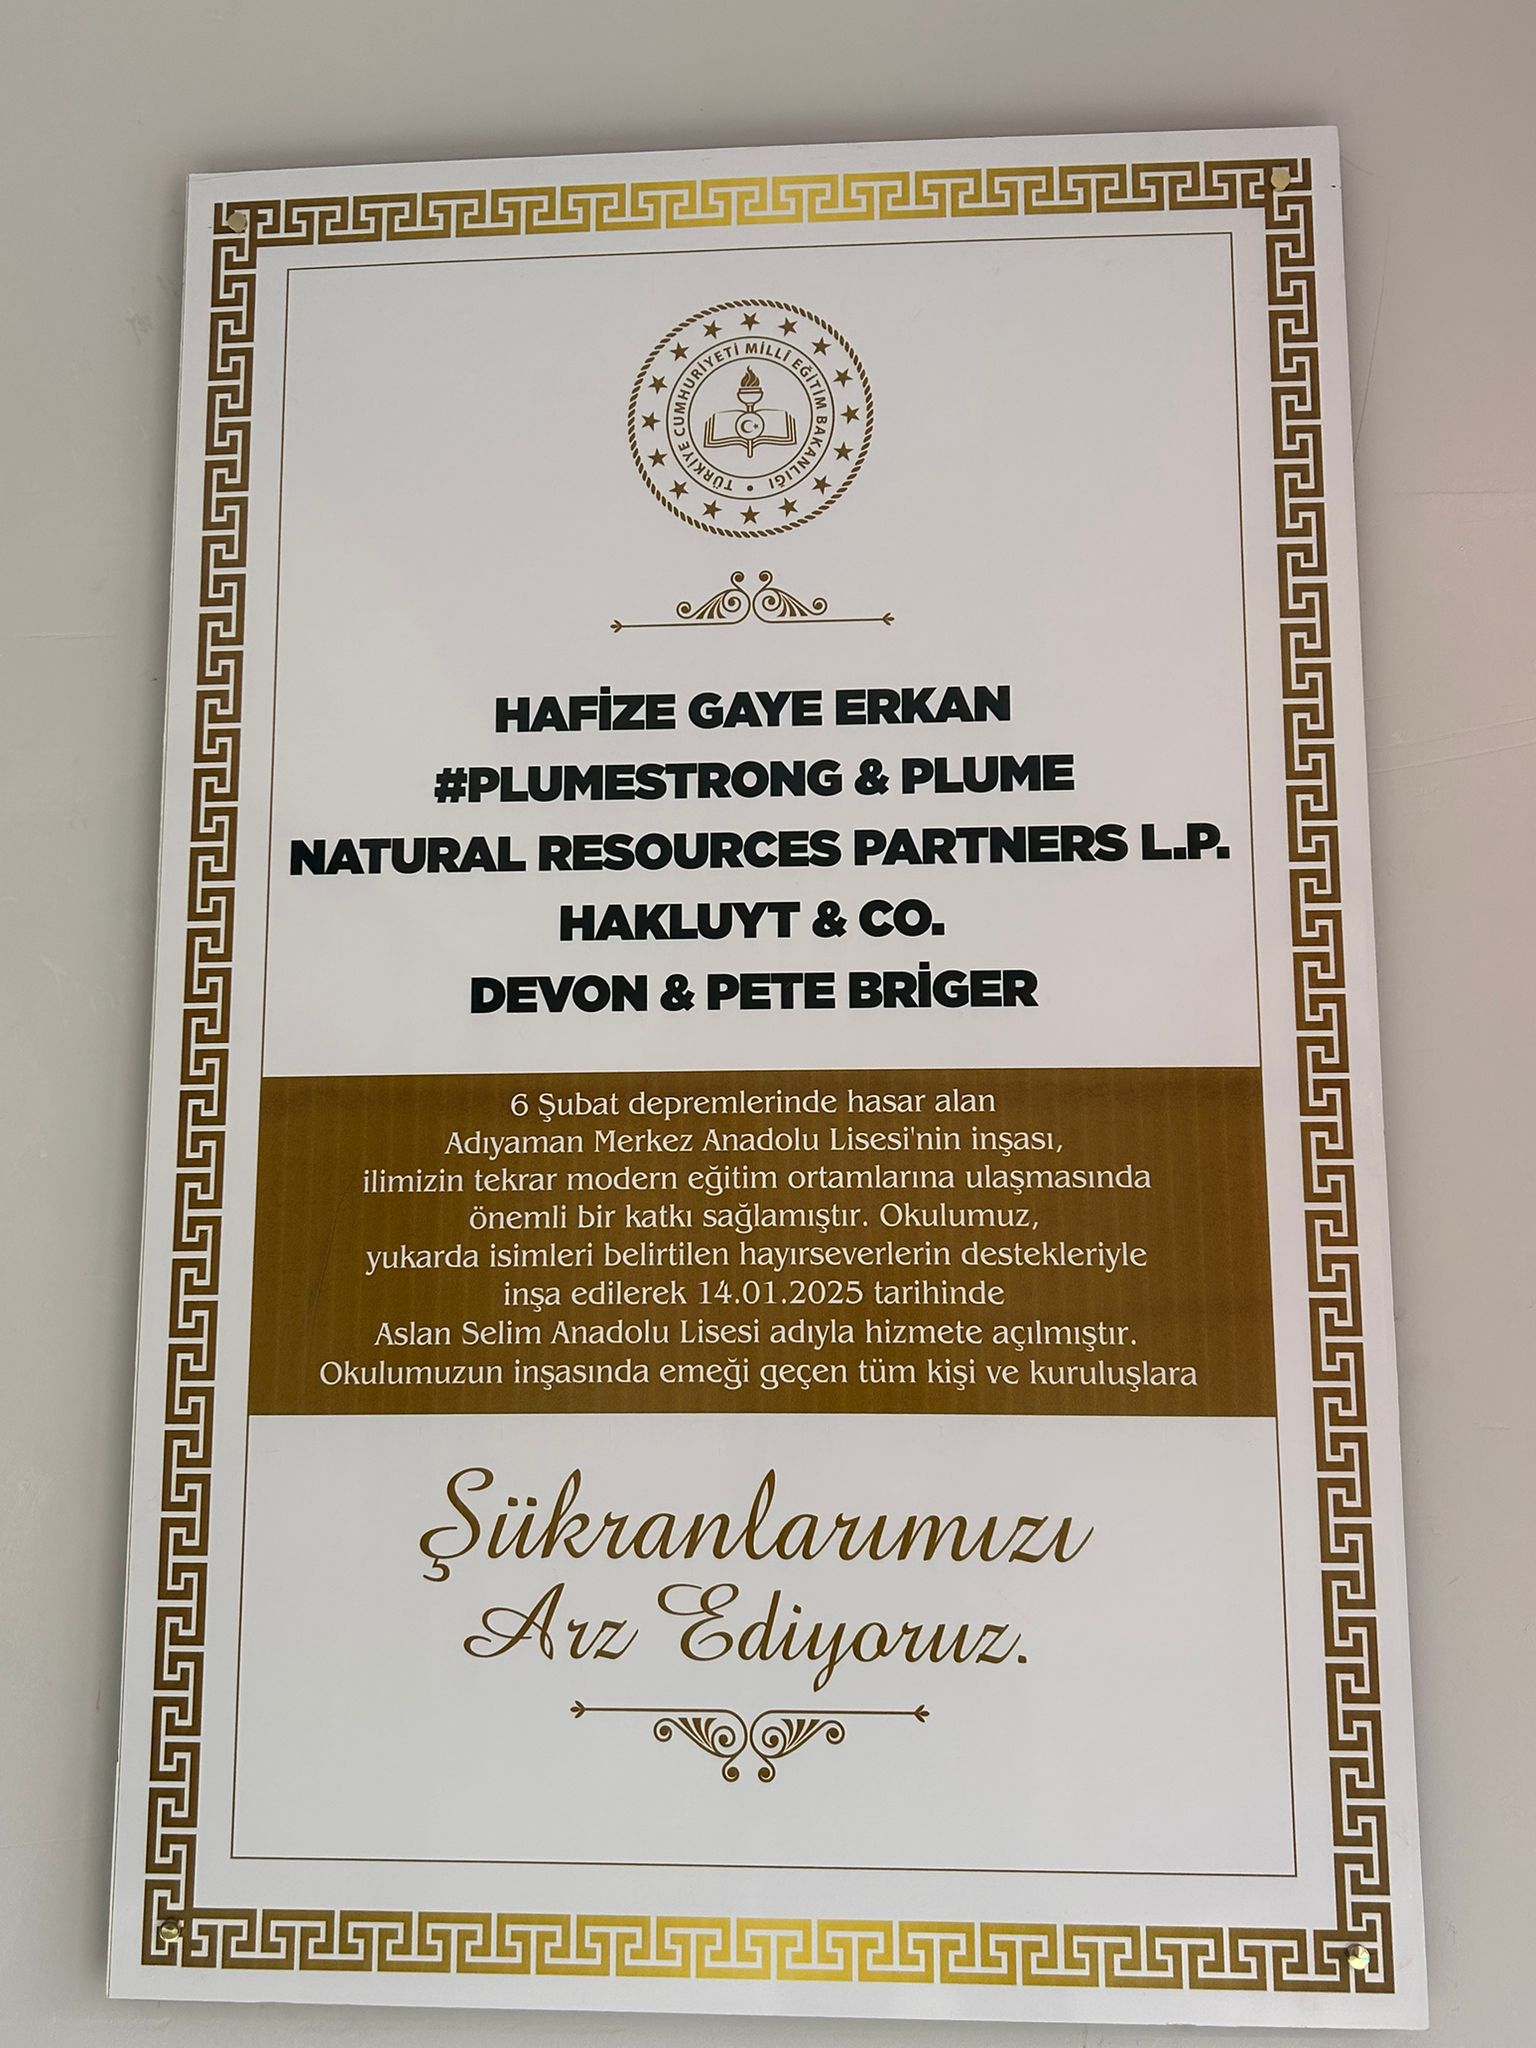 TÜRKİYE CUMHURİYETİ MİLLÎ EĞİTİM BAKANLIĞI
HAFİZE GAYE ERKAN
#PLUMESTRONG & PLUME
NATURAL RESOURCES PARTNERS L.P.
HAKLUYT & CO.
DEVON & PETE BRİGER
6 Şubat depremlerinde hasar alan
Adıyaman Merkez Anadolu Lisesi'nin inşası,
ilimizin tekrar modern eğitim ortamlarına ulaşmasında
önemli bir katkı sağlamıştır. Okulumuz,
yukarda isimleri belirtilen hayırseverlerin destekleriyle
inşa edilerek 14.01.2025 tarihinde
Aslan Selim Anadolu Lisesi adıyla hizmete açılmıştır.
Okulumuzun inşasında emeği geçen tüm kişi ve kuruluşlara
Şükranlarımızı
Arz Ediyoruz.